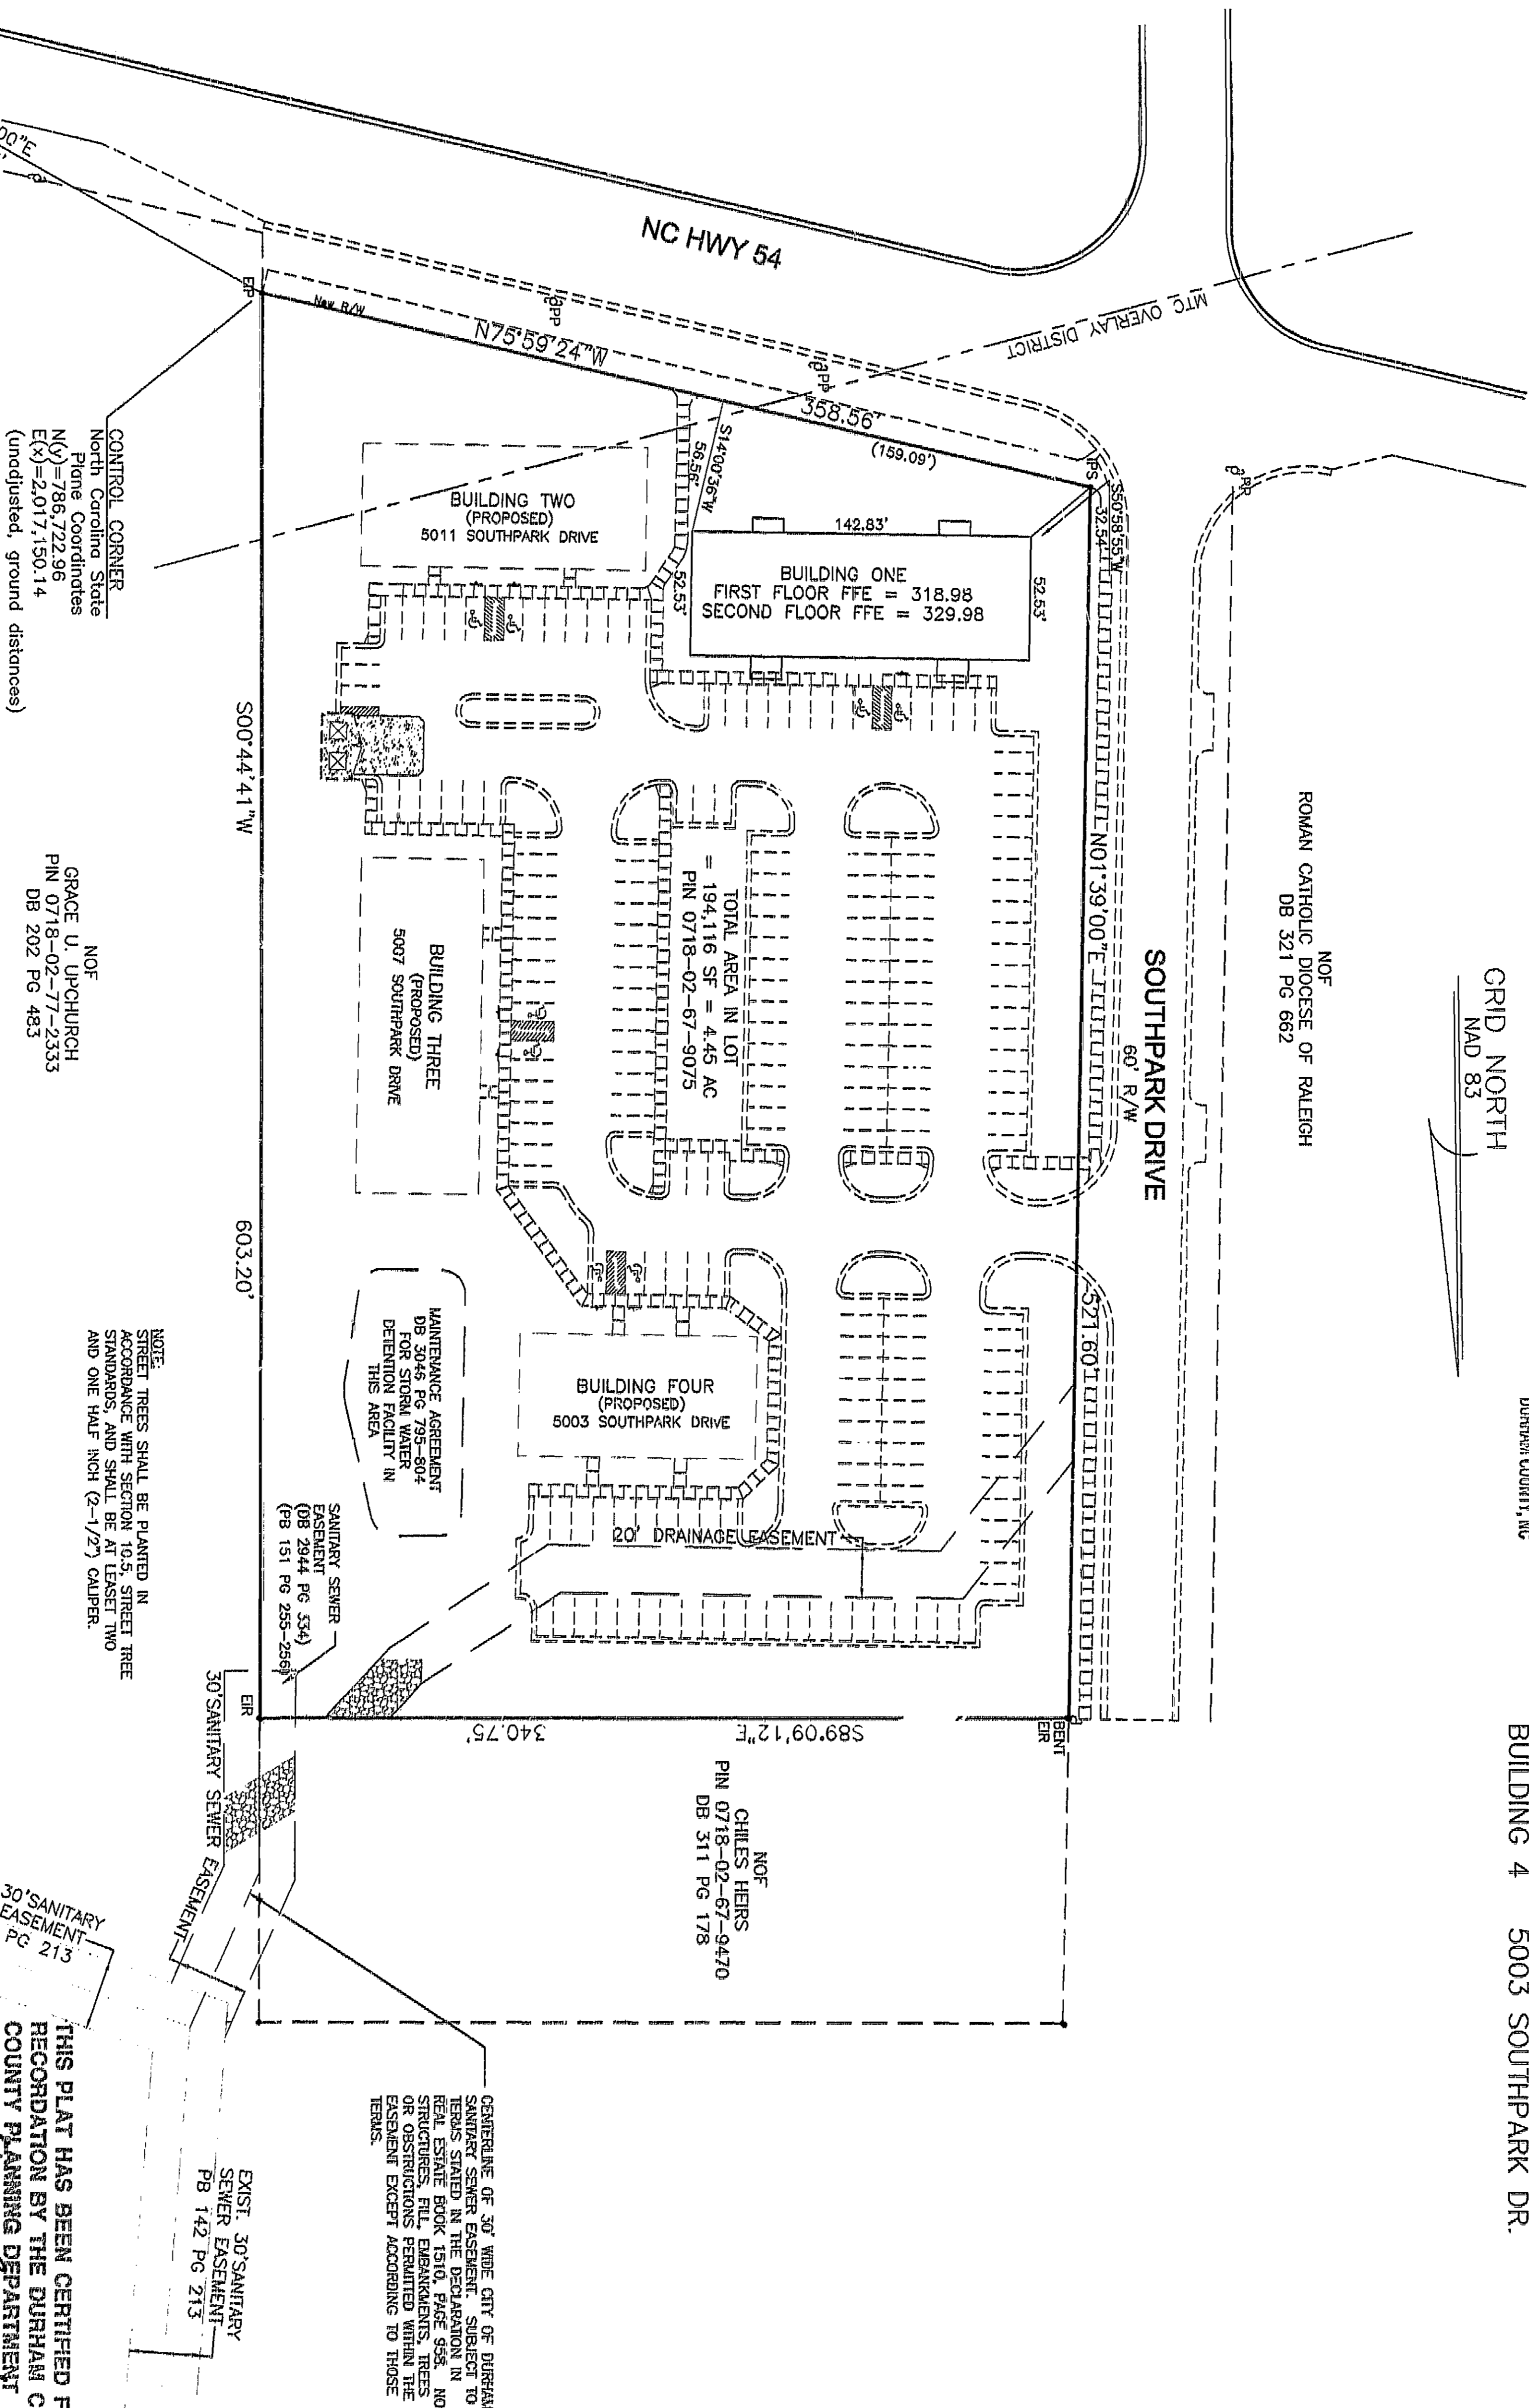 GRID NORTH
NAD 83
DURHAM COUNTY, NC
BUILDING 4 5003 SOUTHPARK DR.
NOF
ROMAN CATHOLIC DIOCESE OF RALEIGH
DB 321 PG 662
SOUTHPARK DRIVE
60' R/W
NC HWY 54
MTC OVERLAY DISTRICT
PP
PP
PP
EIP
New R/W
N75°59'24"W
358.56'
(159.09')
IPS
S50°58'55"W
32.54'
N01°39'00"E
521.60'
S14°00'36"W
56.56'
142.83'
52.53'
52.53'
BUILDING ONE
FIRST FLOOR FFE = 318.98
SECOND FLOOR FFE = 329.98
BUILDING TWO
(PROPOSED)
5011 SOUTHPARK DRIVE
TOTAL AREA IN LOT
= 194,116 SF = 4.45 AC
PIN 0718-02-67-9075
BUILDING THREE
(PROPOSED)
5007 SOUTHPARK DRIVE
BUILDING FOUR
(PROPOSED)
5003 SOUTHPARK DRIVE
MAINTENANCE AGREEMENT
DB 3046 PG 795-804
FOR STORM WATER
DETENTION FACILITY IN
THIS AREA
20' DRAINAGE EASEMENT
SANITARY SEWER
EASEMENT
(DB 2944 PG 334)
(PB 151 PG 255-256)
BENT
EIR
EIR
S89°09'12"E
340.75'
S00°44'41"W
603.20'
00"E
CONTROL CORNER
North Carolina State
Plane Coordinates
N(y)=786,722.96
E(x)=2,017,150.14
(unadjusted, ground distances)
NOF
GRACE U. UPCHURCH
PIN 0718-02-77-2333
DB 202 PG 483
NOTE:
STREET TREES SHALL BE PLANTED IN
ACCORDANCE WITH SECTION 10.5, STREET TREE
STANDARDS, AND SHALL BE AT LEASET TWO
AND ONE HALF INCH (2-1/2") CALIPER.
NOF
CHILES HEIRS
PIN 0718-02-67-9470
DB 311 PG 178
30'SANITARY SEWER EASEMENT
30'SANITARY
EASEMENT
PG 213
CENTERLINE OF 30' WIDE CITY OF DURHAM
SANITARY SEWER EASEMENT. SUBJECT TO
TERMS STATED IN THE DECLARATION IN
REAL ESTATE BOOK 1510, PAGE 958. NO
STRUCTURES, FILL, EMBANKMENTS, TREES
OR OBSTRUCTIONS PERMITTED WITHIN THE
EASEMENT EXCEPT ACCORDING TO THOSE
TERMS.
EXIST. 30'SANITARY
SEWER EASEMENT
PB 142 PG 213
THIS PLAT HAS BEEN CERTIFIED F
RECORDATION BY THE DURHAM C
COUNTY PLANNING DEPARTMENT